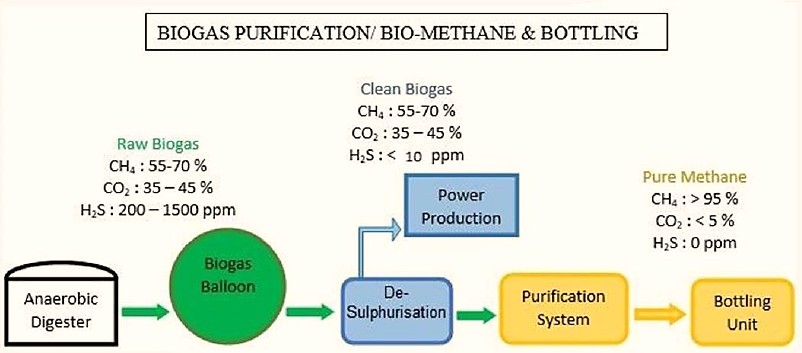 BIOGAS PURIFICATION/ BIO-METHANE & BOTTLING
Clean Biogas
CH₄ : 55-70 %
CO₂ : 35 – 45 %
H₂S : < 10 ppm
Raw Biogas
CH₄ : 55-70 %
CO₂ : 35 – 45 %
H₂S : 200 – 1500 ppm
Pure Methane
CH₄ : > 95 %
CO₂ : < 5 %
H₂S : 0 ppm
Power
Production
Anaerobic
Digester
Biogas
Balloon
De-
Sulphurisation
Purification
System
Bottling
Unit